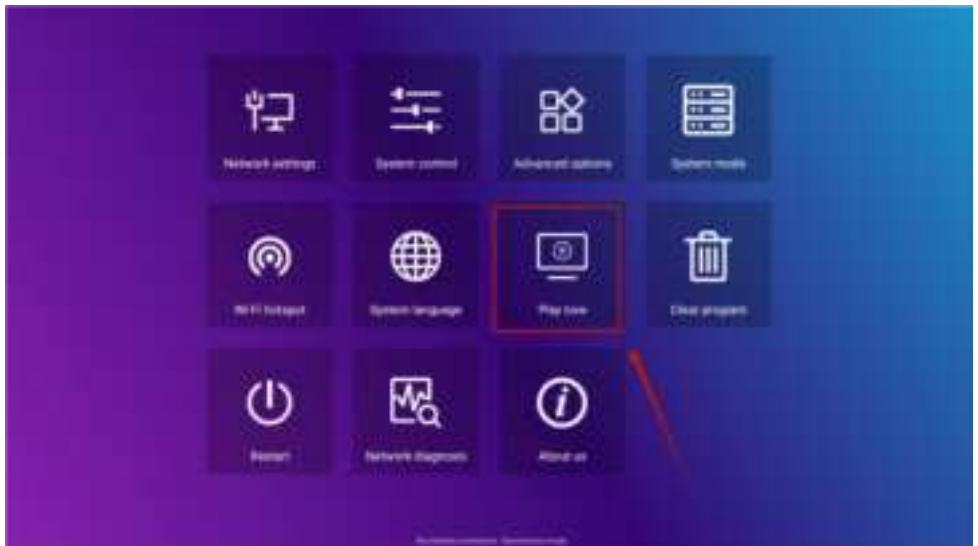 Network settings
System control
Advanced options
System mode
Wi-Fi hotspot
System language
Play now
Clear program
Restart
Network diagnosis
About us